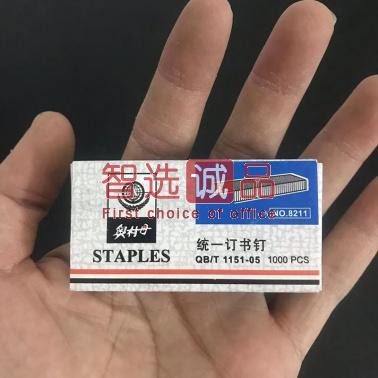 智选诚品
First choice of office
NO.8211
STAPLES
统一订书钉
QB/T 1151-05 1000 PCS